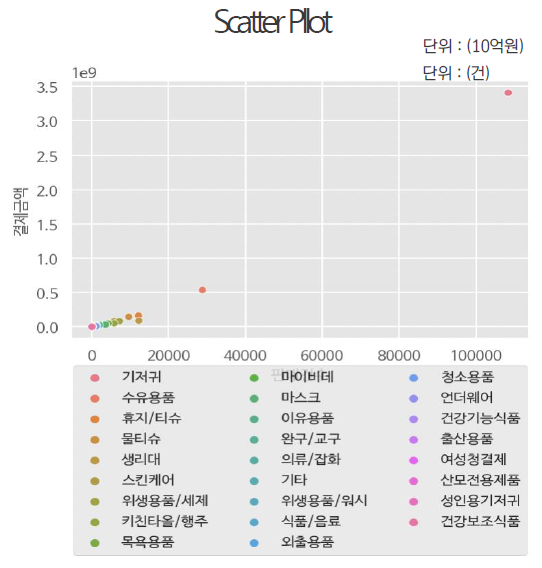 Scatter Pllot
단위 : (10억원)
단위 : (건)
1e9
3.5
3.0
2.5
2.0
1.5
1.0
0.5
0.0
결제금액
0 20000 40000 60000 80000 100000
기저귀 마이비데 청소용품
수유용품 마스크 언더웨어
휴지/티슈 이유용품 건강기능식품
물티슈 완구/교구 출산용품
생리대 의류/잡화 여성청결제
스킨케어 기타 산모전용제품
위생용품/세제 위생용품/워시 성인용기저귀
키친타올/행주 식품/음료 건강보조식품
목욕용품 외출용품